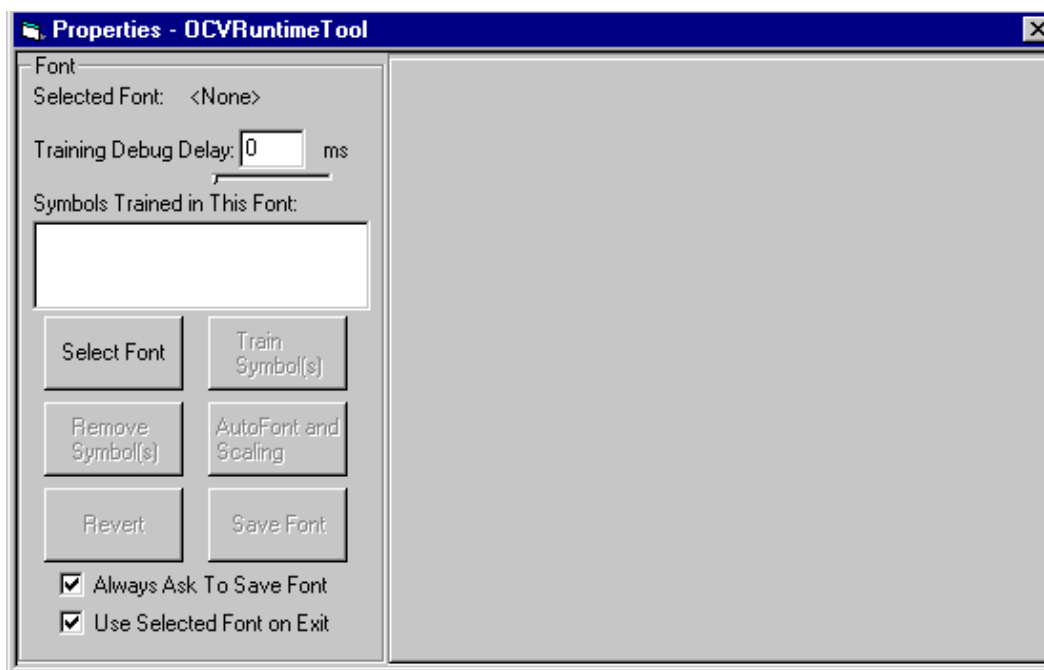 Properties - OCVRuntimeTool
Font
Selected Font: <None>
Training Debug Delay: 0 ms
Symbols Trained in This Font:
Select Font
Train
Symbol(s)
Remove
Symbol(s)
AutoFont and
Scaling
Revert
Save Font
Always Ask To Save Font
Use Selected Font on Exit